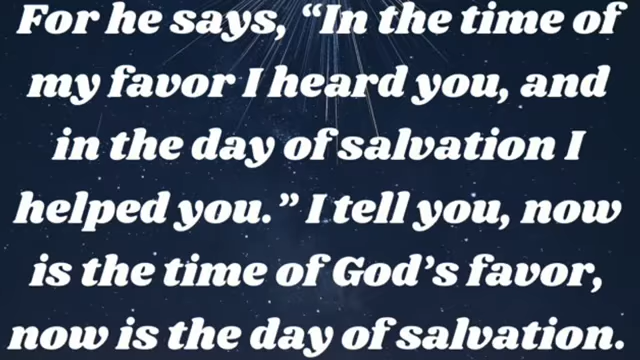 For he says, “In the time of
my favor I heard you, and
in the day of salvation I
helped you.” I tell you, now
is the time of God’s favor,
now is the day of salvation.